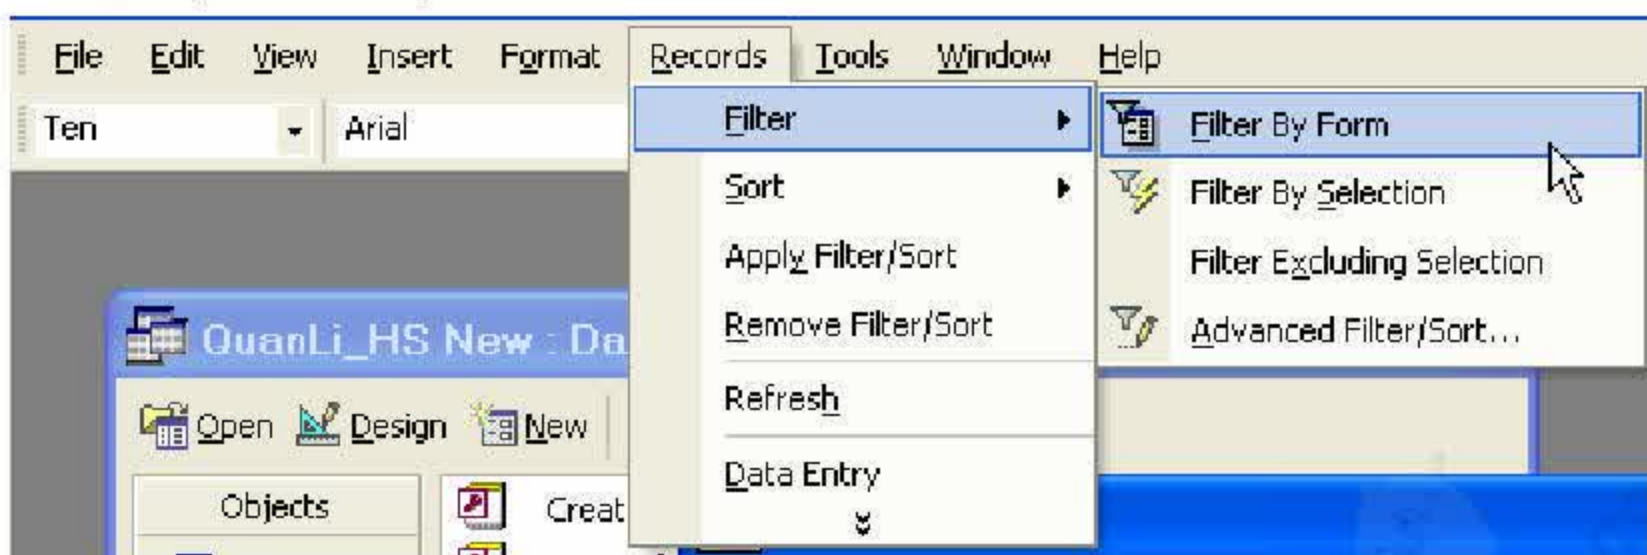 File Edit View Insert Format Records Tools Window Help
Ten Arial
Filter
Sort
Apply Filter/Sort
Remove Filter/Sort
Refresh
Data Entry
Filter By Form
Filter By Selection
Filter Excluding Selection
Advanced Filter/Sort...
QuanLi_HS New : Da
Open Design New
Objects
Creat